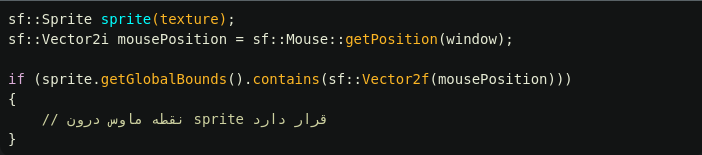 sf::Sprite sprite(texture);
sf::Vector2i mousePosition = sf::Mouse::getPosition(window);
if (sprite.getGlobalBounds().contains(sf::Vector2f(mousePosition)))
{
// نقطه ماوس درون sprite قرار دارد
}